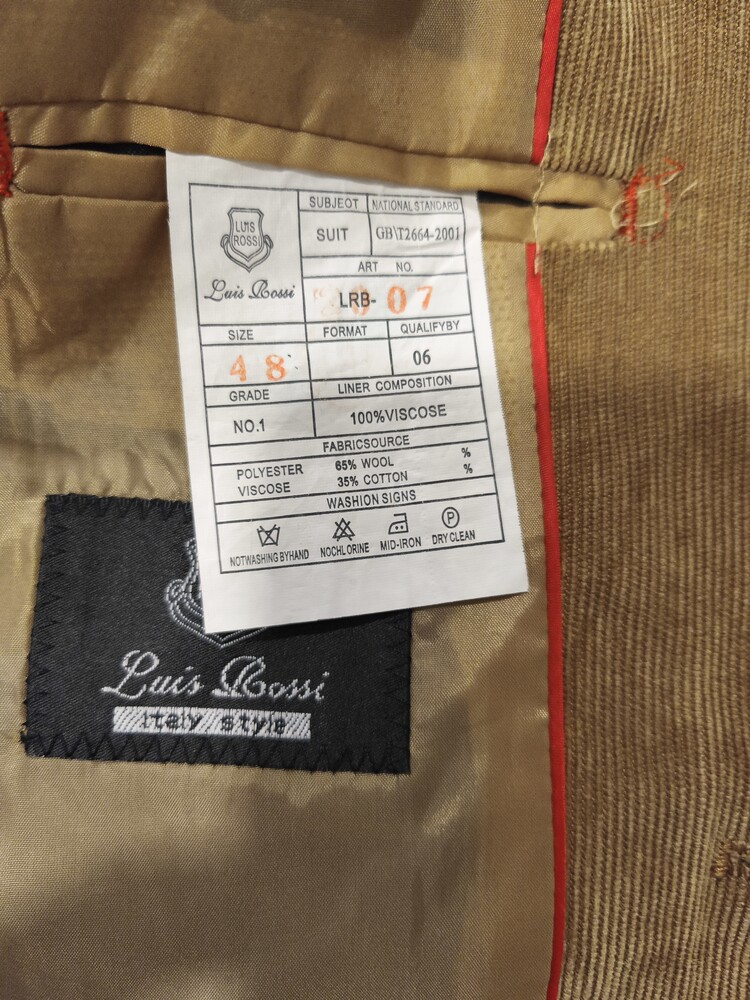 SUBJEOT NATIONAL STANDARD
LUIS
ROSSI
SUIT GB\T2664-2001
ART NO.
Luis Rossi
LRB- 07
SIZE FORMAT QUALIFYBY
48 06
GRADE LINER COMPOSITION
NO.1 100%VISCOSE
FABRICSOURCE
POLYESTER 65% WOOL %
VISCOSE 35% COTTON %
WASHION SIGNS
P
NOTWASHING BYHAND NOCHLORINE MID-IRON DRY CLEAN
Luis Rossi
italy style